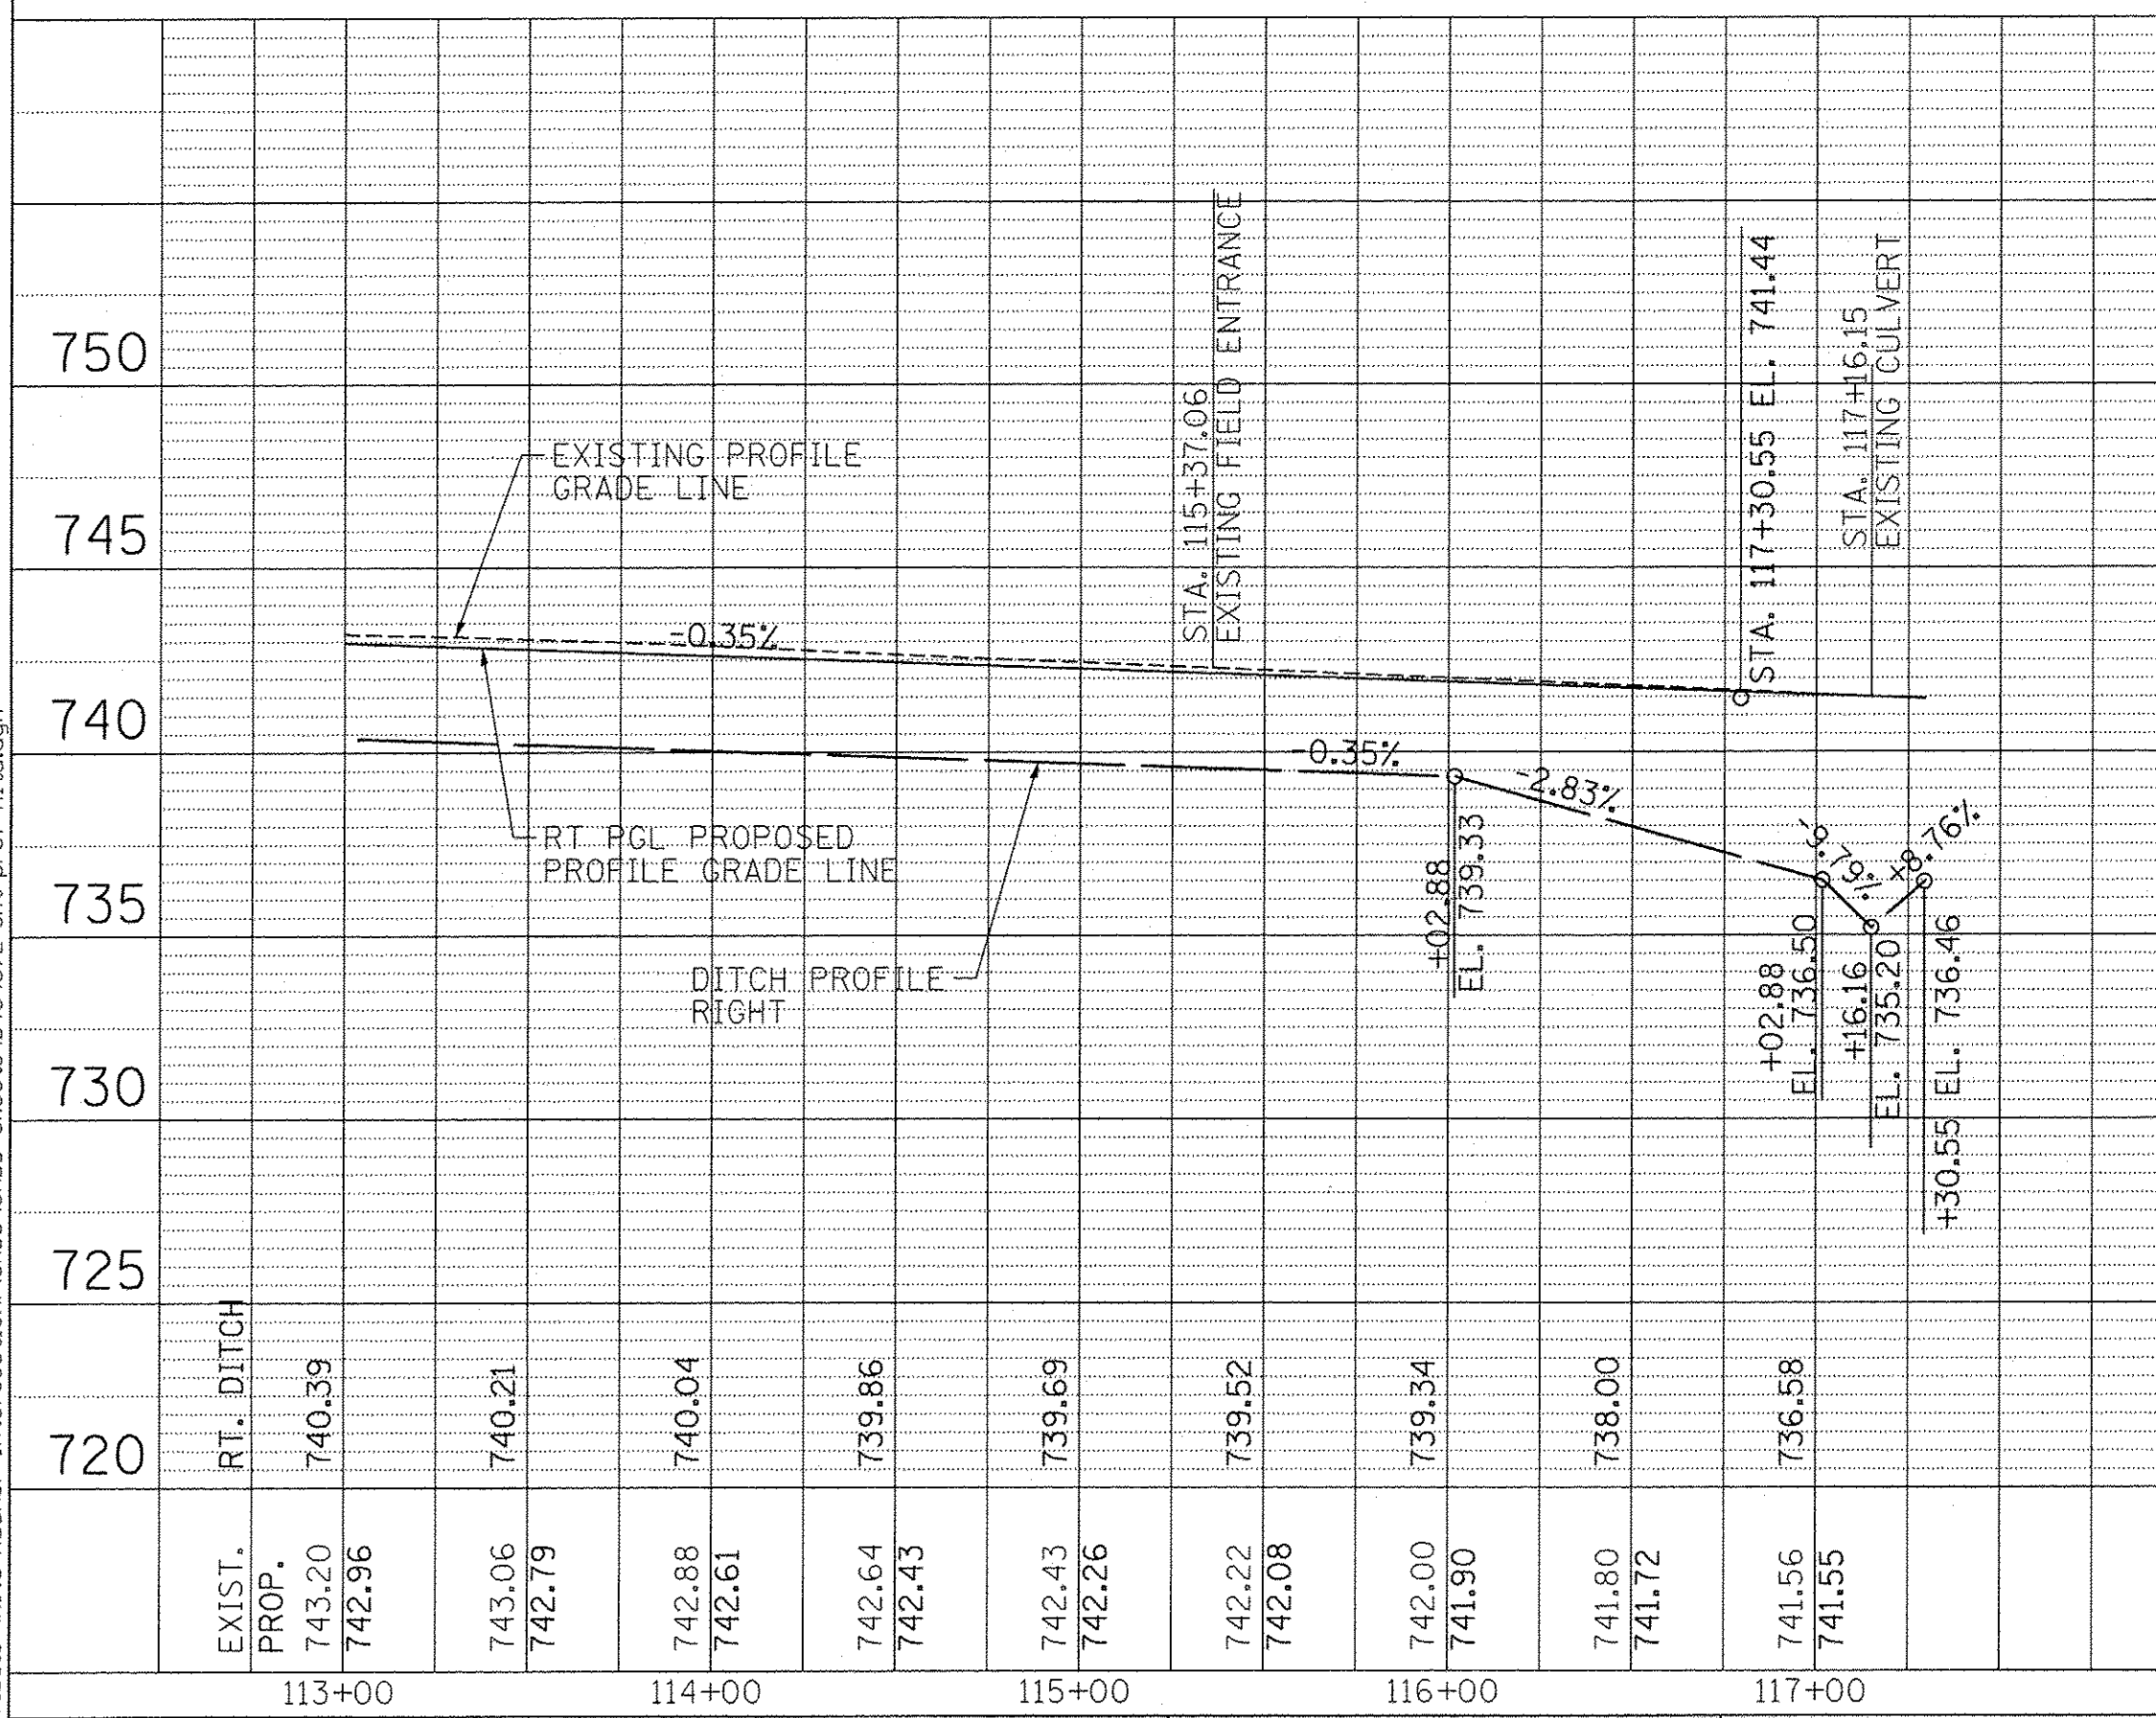 750
745
740
735
730
725
720
EXISTING PROFILE
GRADE LINE
-0.35%
STA. 115+37.06
EXISTING FIELD ENTRANCE
STA. 117+30.55 EL. 741.44
STA. 117+16.15
EXISTING CULVERT
RT PGL PROPOSED
PROFILE GRADE LINE
-0.35%
-2.83%
DITCH PROFILE
RIGHT
+02.88
EL. 739.33
-9.79%
8.76%
+02.88
EL. 736.50
+16.16
EL. 735.20
+30.55 EL. 736.46
RT. DITCH
740.39
740.21
740.04
739.86
739.69
739.52
739.34
738.00
736.58
EXIST.
PROP.
743.20
742.96
743.06
742.79
742.88
742.61
742.64
742.43
742.43
742.26
742.22
742.08
742.00
741.90
741.80
741.72
741.56
741.55
113+00
114+00
115+00
116+00
117+00